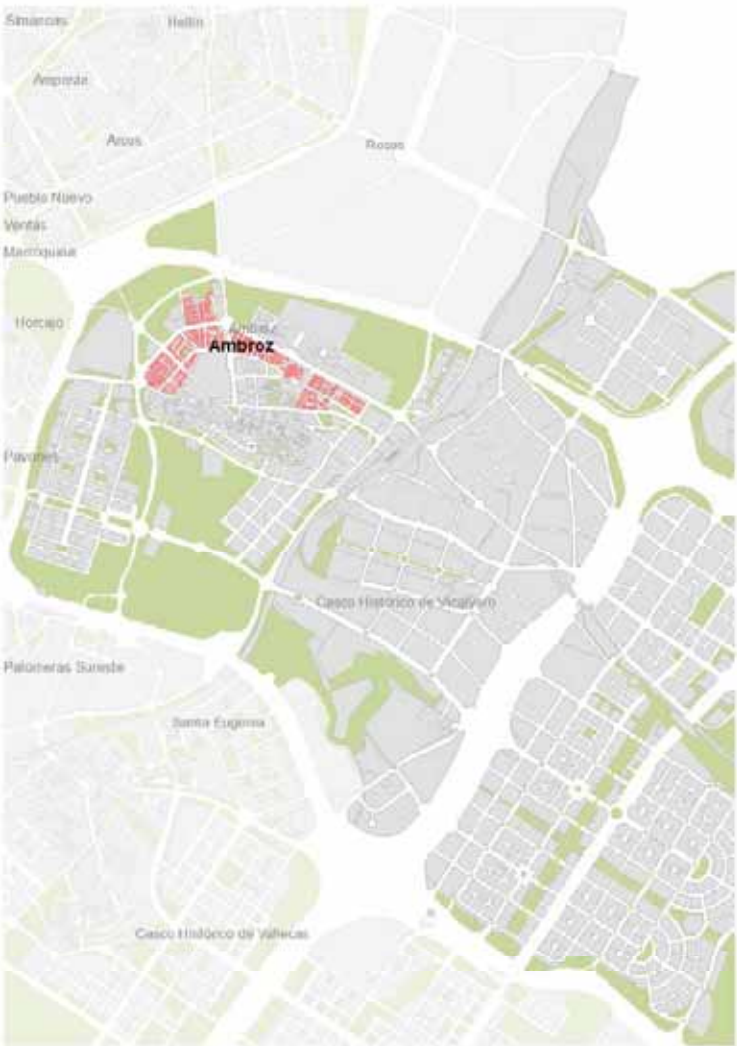 Simancas
Hellín
Amposta
Arcos
Rosas
Pueblo Nuevo
Ventas
Marroquina
Horcajo
Ambroz
Ambroz
Pavones
Casco Histórico de Vicálvaro
Palomeras Sureste
Santa Eugenia
Casco Histórico de Vallecas